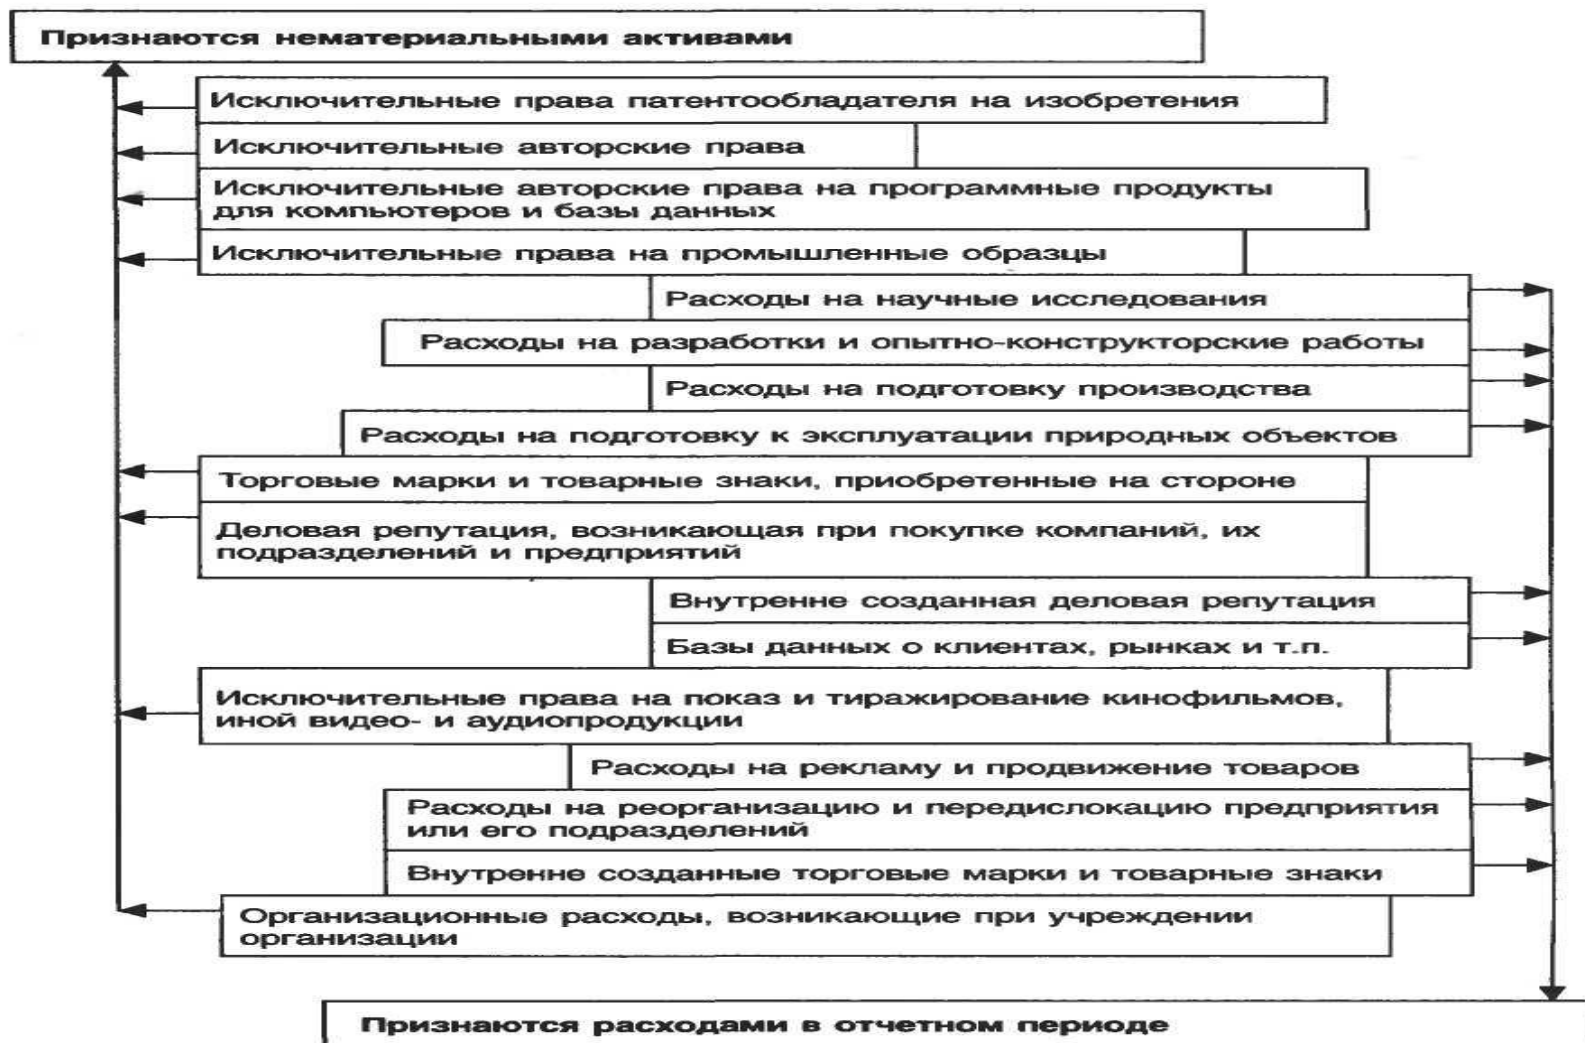 Признаются нематериальными активами
Исключительные права патентообладателя на изобретения
Исключительные авторские права
Исключительные авторские права на программные продукты
для компьютеров и базы данных
Исключительные права на промышленные образцы
Расходы на научные исследования
Расходы на разработки и опытно-конструкторские работы
Расходы на подготовку производства
Расходы на подготовку к эксплуатации природных объектов
Торговые марки и товарные знаки, приобретенные на стороне
Деловая репутация, возникающая при покупке компаний, их
подразделений и предприятий
Внутренне созданная деловая репутация
Базы данных о клиентах, рынках и т.п.
Исключительные права на показ и тиражирование кинофильмов,
иной видео- и аудиопродукции
Расходы на рекламу и продвижение товаров
Расходы на реорганизацию и передислокацию предприятия
или его подразделений
Внутренне созданные торговые марки и товарные знаки
Организационные расходы, возникающие при учреждении
организации
Признаются расходами в отчетном периоде